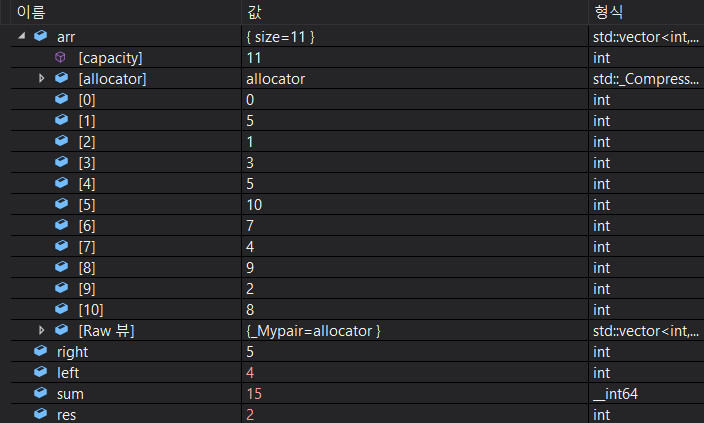 이름 값 형식
arr { size=11 } std::vector<int,...
[capacity] 11 int
[allocator] allocator std::_Compress...
[0] 0 int
[1] 5 int
[2] 1 int
[3] 3 int
[4] 5 int
[5] 10 int
[6] 7 int
[7] 4 int
[8] 9 int
[9] 2 int
[10] 8 int
[Raw 뷰] {_Mypair=allocator } std::vector<int,...
right 5 int
left 4 int
sum 15 __int64
res 2 int